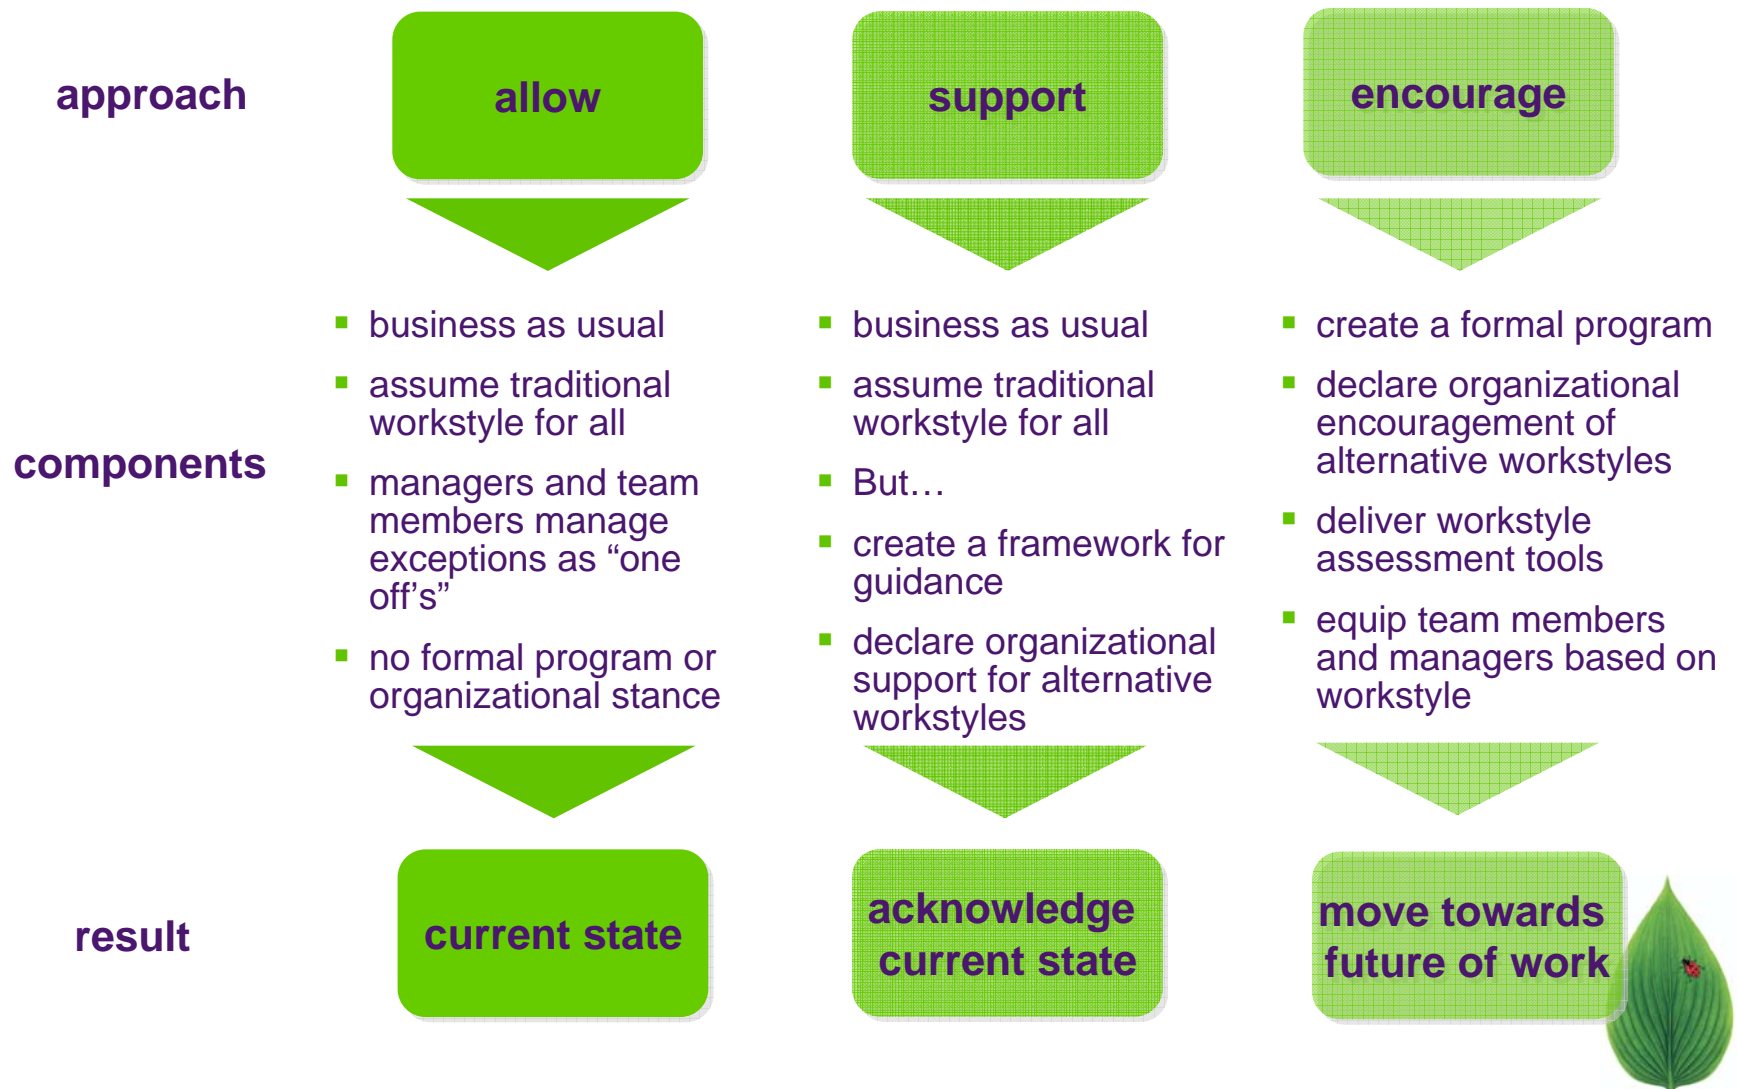 approach
allow
support
encourage
components
business as usual
assume traditional
workstyle for all
managers and team
members manage
exceptions as “one
off’s”
no formal program or
organizational stance
business as usual
assume traditional
workstyle for all
But…
create a framework for
guidance
declare organizational
support for alternative
workstyles
create a formal program
declare organizational
encouragement of
alternative workstyles
deliver workstyle
assessment tools
equip team members
and managers based on
workstyle
result
current state
acknowledge
current state
move towards
future of work